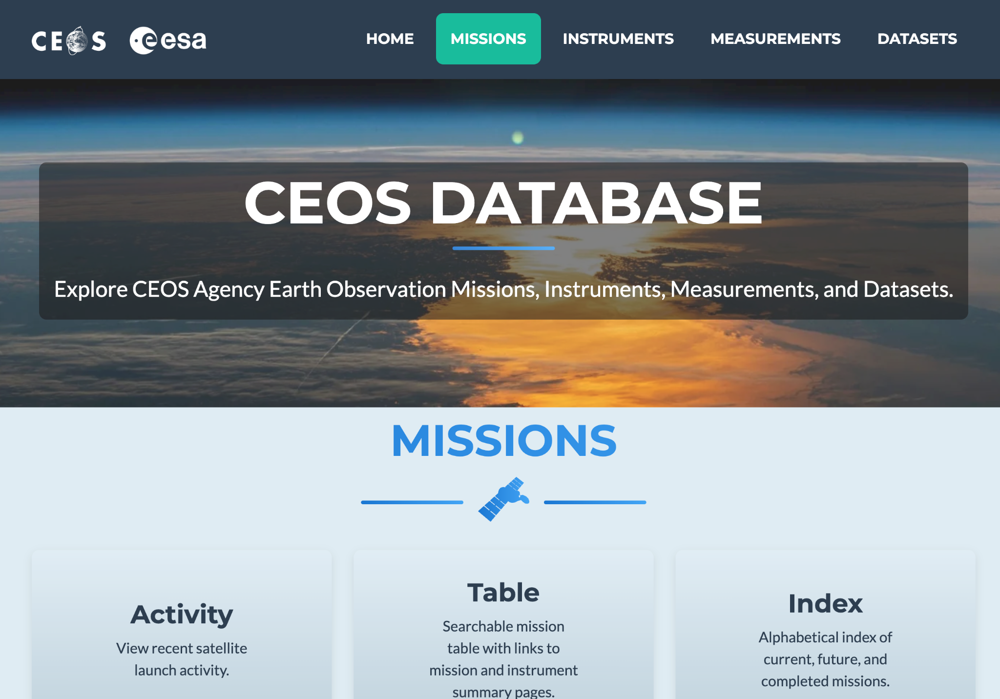 CEOS
esa
HOME
MISSIONS
INSTRUMENTS
MEASUREMENTS
DATASETS
CEOS DATABASE
Explore CEOS Agency Earth Observation Missions, Instruments, Measurements, and Datasets.
MISSIONS
Activity
View recent satellite
launch activity.
Table
Searchable mission
table with links to
mission and instrument
summary pages.
Index
Alphabetical index of
current, future, and
completed missions.